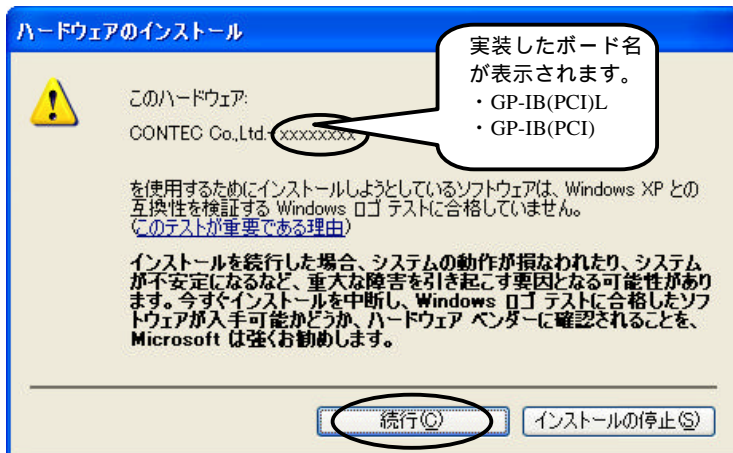 ハードウェアのインストール
実装したボード名
が表示されます。
・GP-IB(PCI)L
・GP-IB(PCI)
このハードウェア:
CONTEC Co.,Ltd.- xxxxxxxx
を使用するためにインストールしようとしているソフトウェアは、Windows XP との
互換性を検証する Windows ロゴ テストに合格していません。
(このテストが重要である理由)
インストールを続行した場合、システムの動作が損なわれたり、システム
が不安定になるなど、重大な障害を引き起こす要因となる可能性があり
ます。今すぐインストールを中断し、Windows ロゴ テストに合格したソフ
トウェアが入手可能かどうか、ハードウェア ベンダーに確認されることを、
Microsoft は強くお勧めします。
続行(C)
インストールの停止(S)